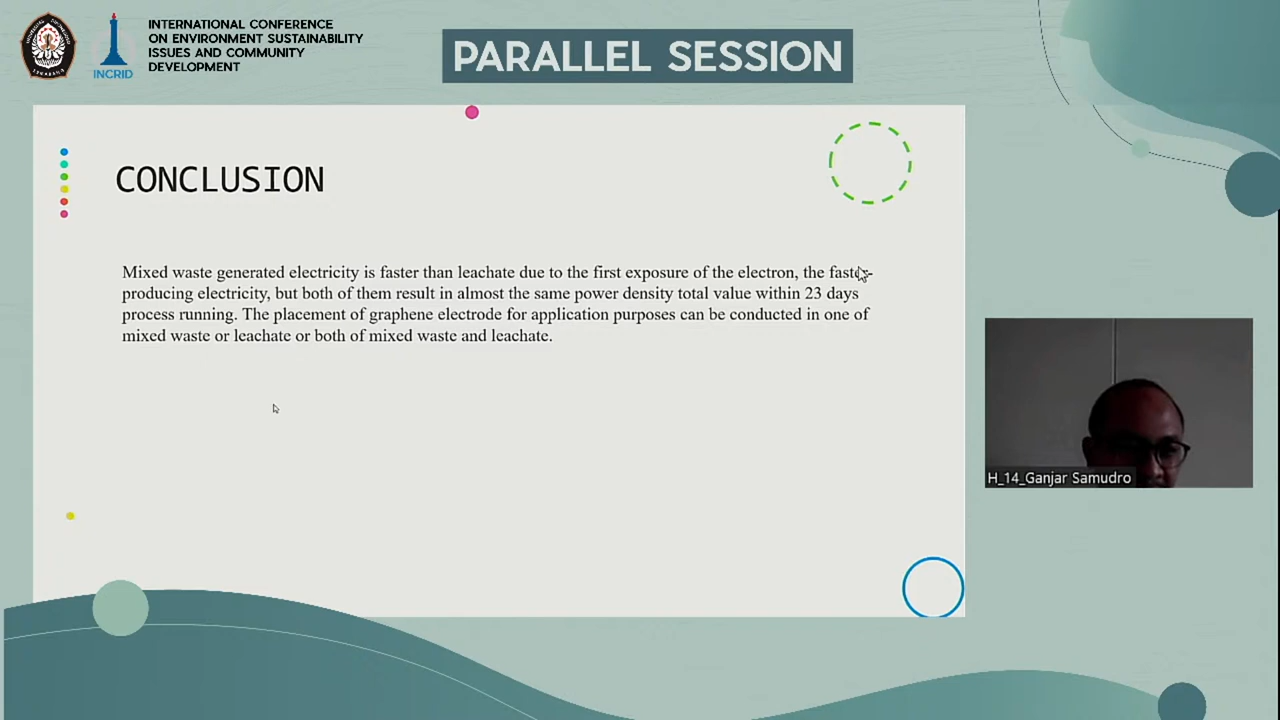 INTERNATIONAL CONFERENCE
ON ENVIRONMENT SUSTAINABILITY
ISSUES AND COMMUNITY
DEVELOPMENT
INCRID
PARALLEL SESSION
CONCLUSION
Mixed waste generated electricity is faster than leachate due to the first exposure of the electron, the faster-
producing electricity, but both of them result in almost the same power density total value within 23 days
process running. The placement of graphene electrode for application purposes can be conducted in one of
mixed waste or leachate or both of mixed waste and leachate.
H_14_Ganjar Samudro